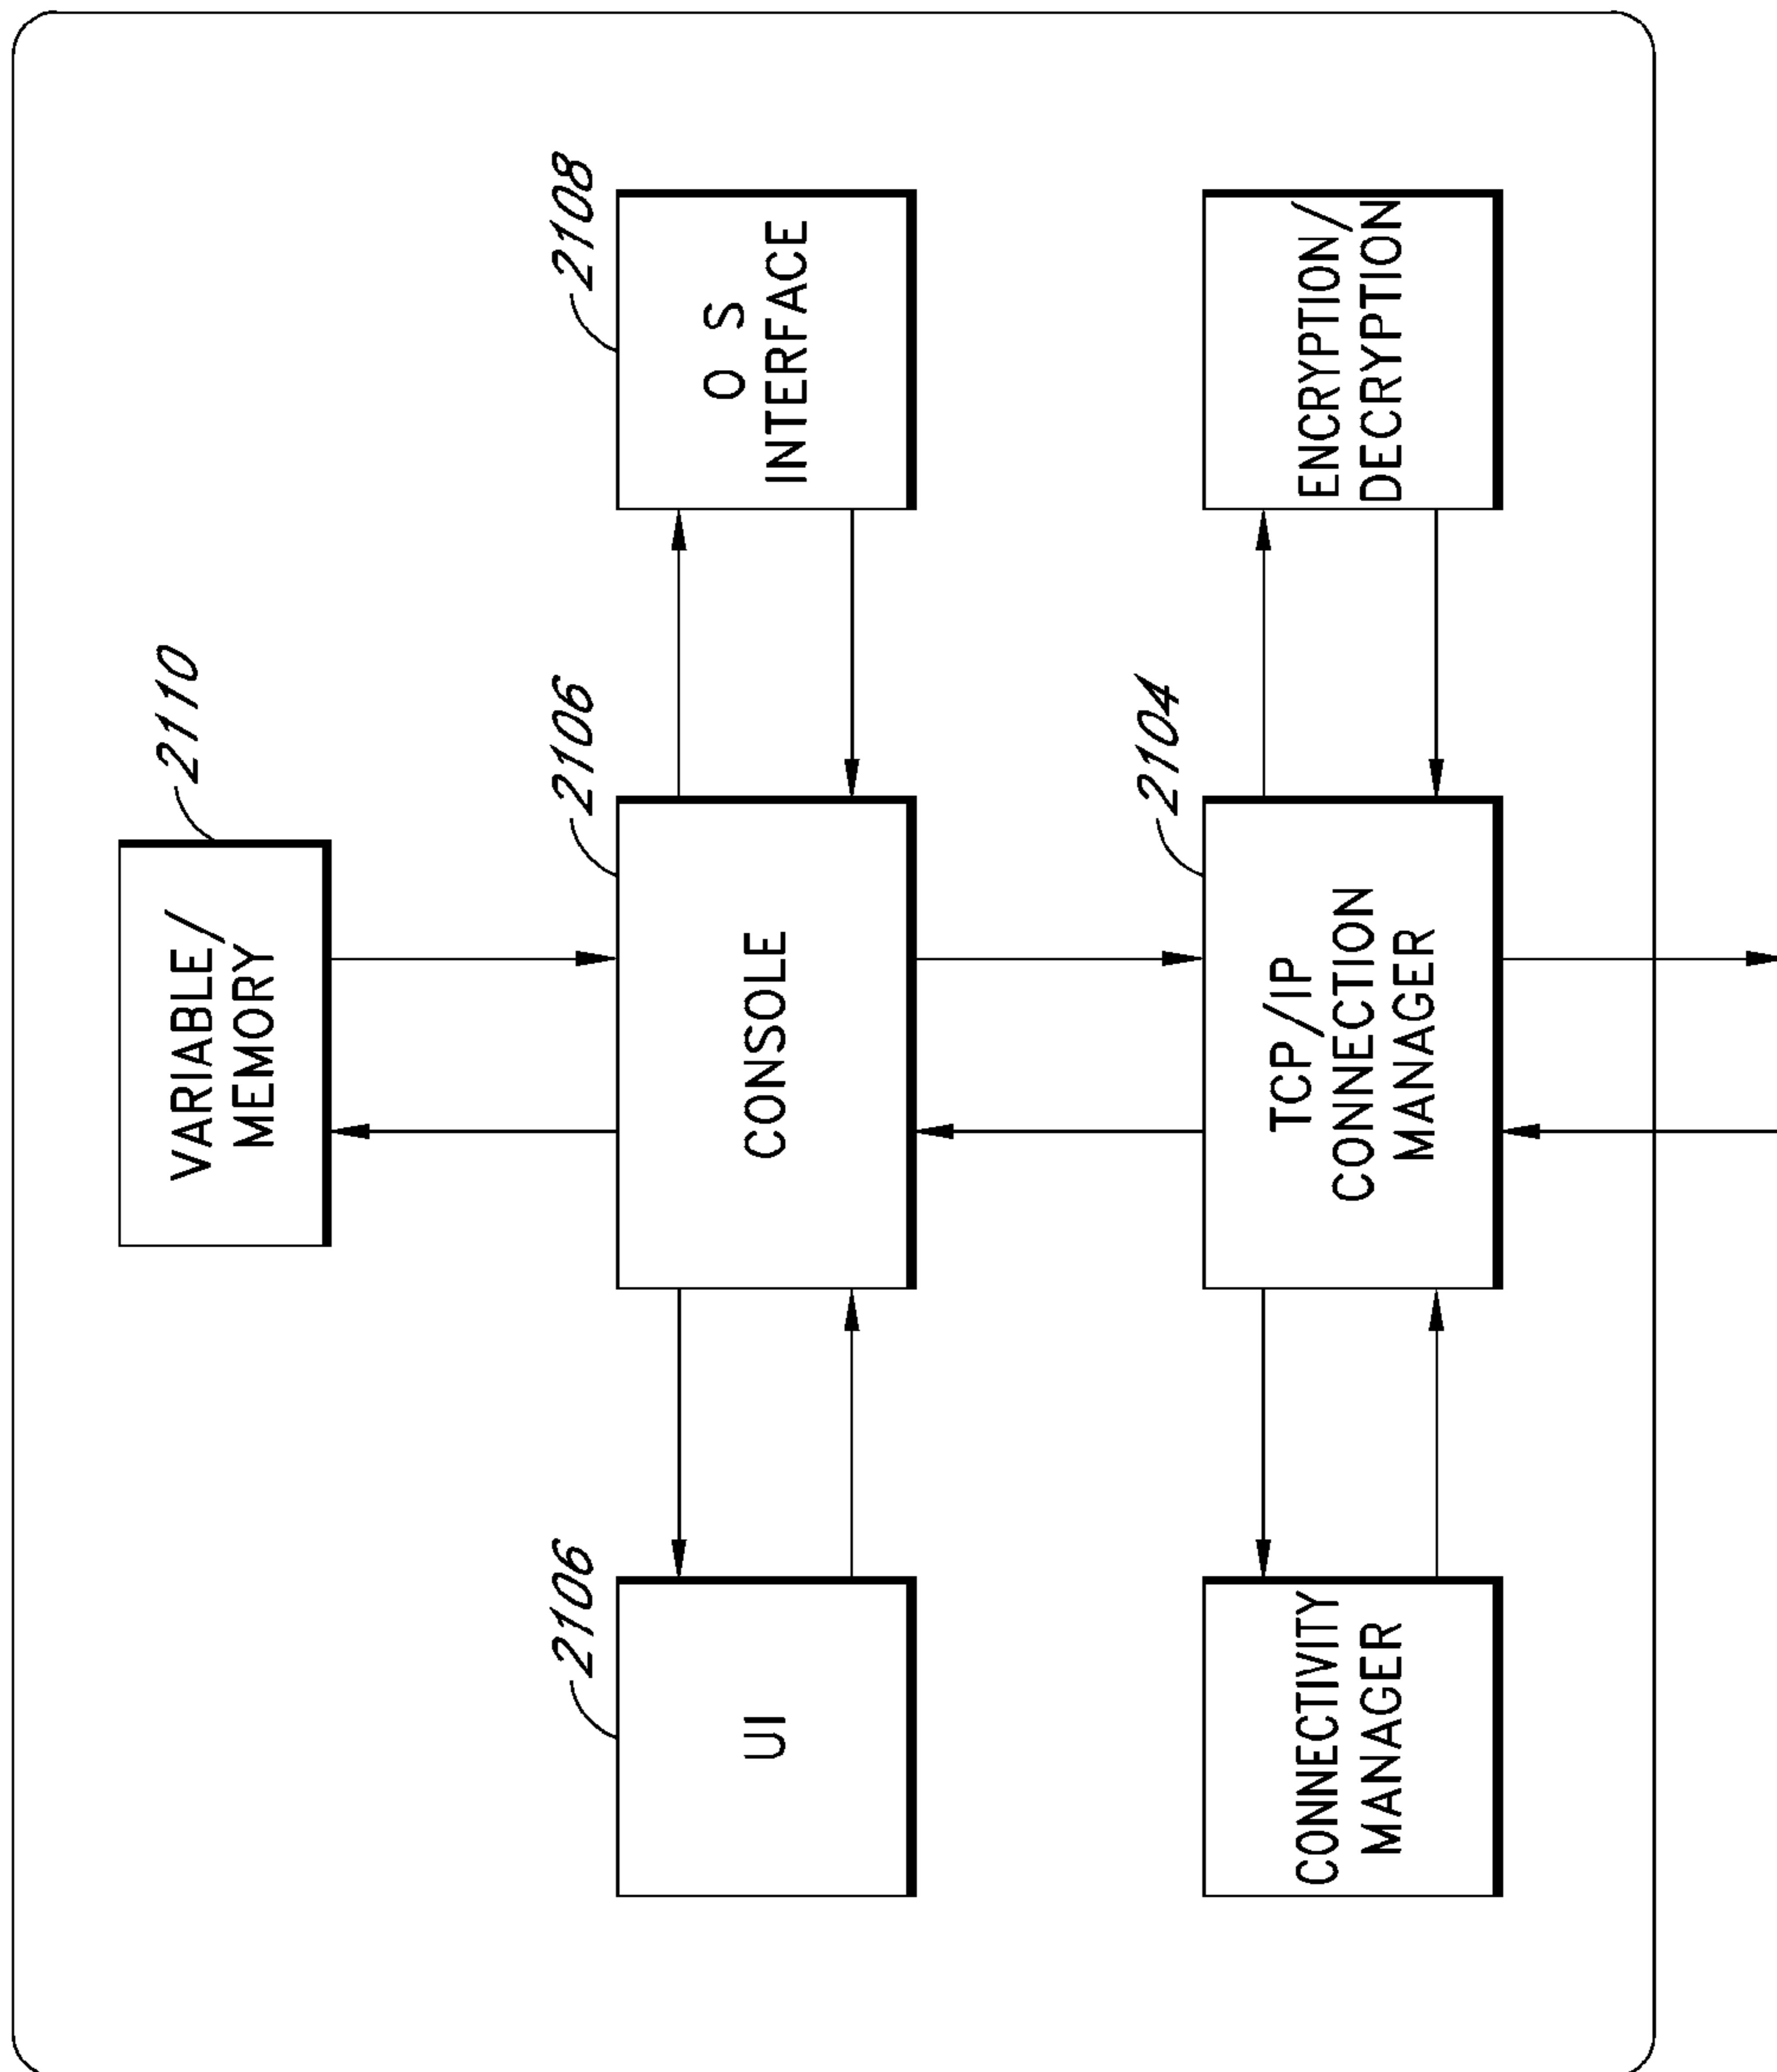 2110
VARIABLE/
MEMORY
2106
2106
2108
UI
CONSOLE
O S
INTERFACE
2104
CONNECTIVITY
MANAGER
TCP/IP
CONNECTION
MANAGER
ENCRYPTION/
DECRYPTION